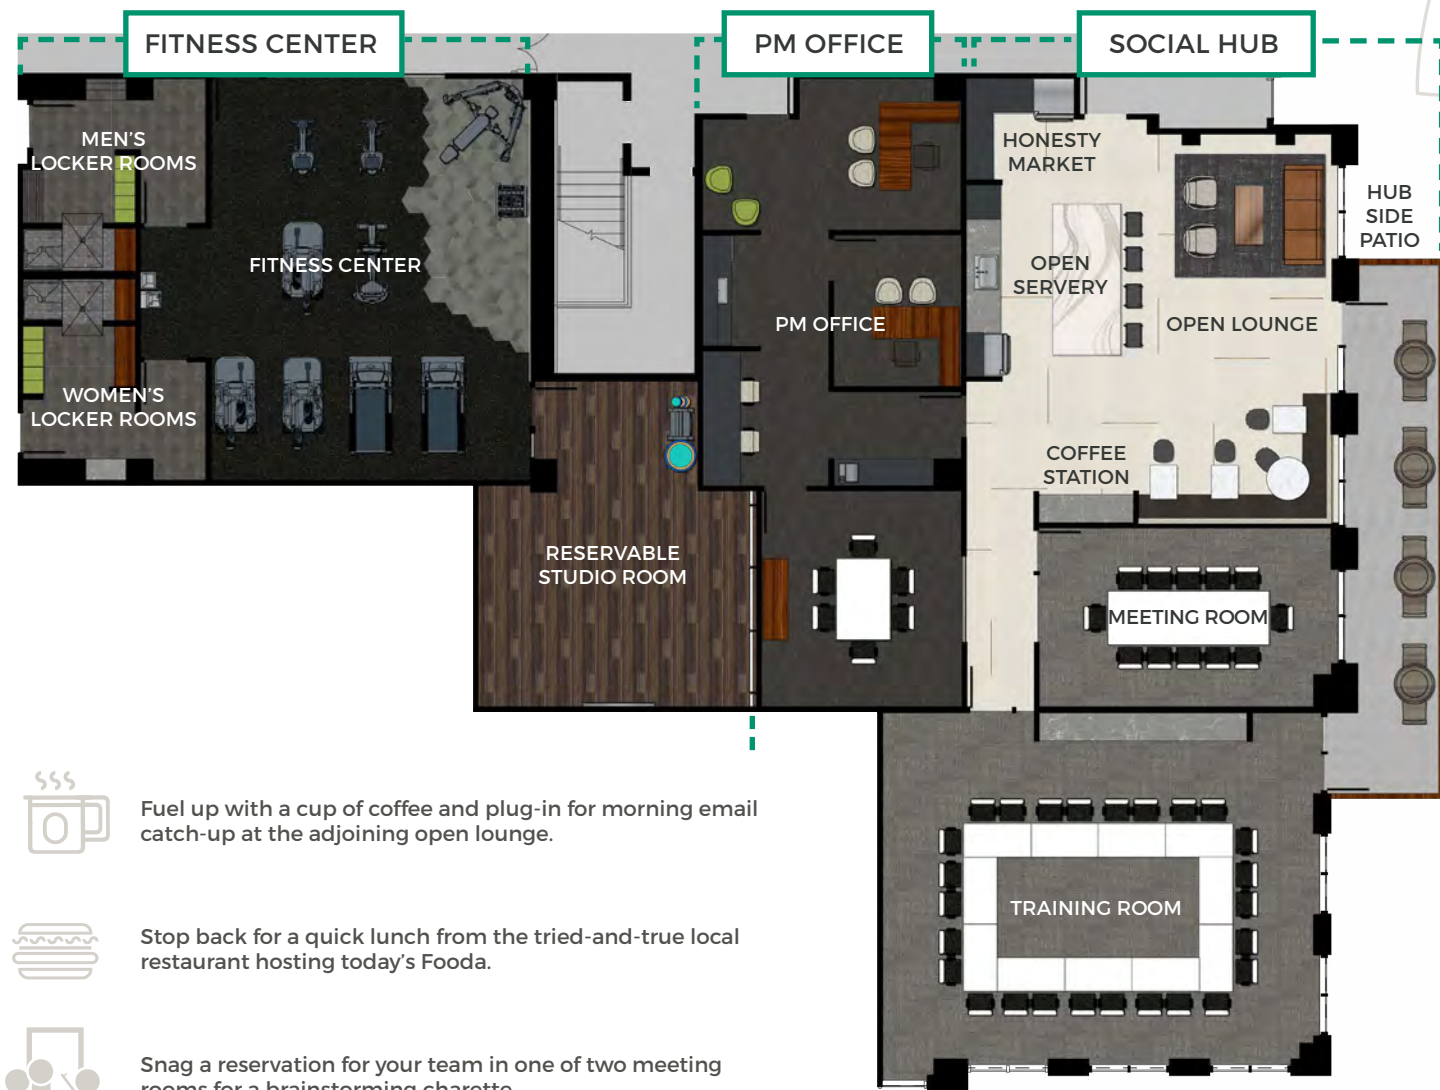 FITNESS CENTER
PM OFFICE
SOCIAL HUB
MEN'S
LOCKER ROOMS
HONESTY
MARKET
HUB
SIDE
PATIO
FITNESS CENTER
OPEN
SERVERY
PM OFFICE
OPEN LOUNGE
WOMEN'S
LOCKER ROOMS
COFFEE
STATION
RESERVABLE
STUDIO ROOM
MEETING ROOM
TRAINING ROOM
Fuel up with a cup of coffee and plug-in for morning email
catch-up at the adjoining open lounge.
Stop back for a quick lunch from the tried-and-true local
restaurant hosting today's Fooda.
Snag a reservation for your team in one of two meeting
rooms for a brainstorming charette